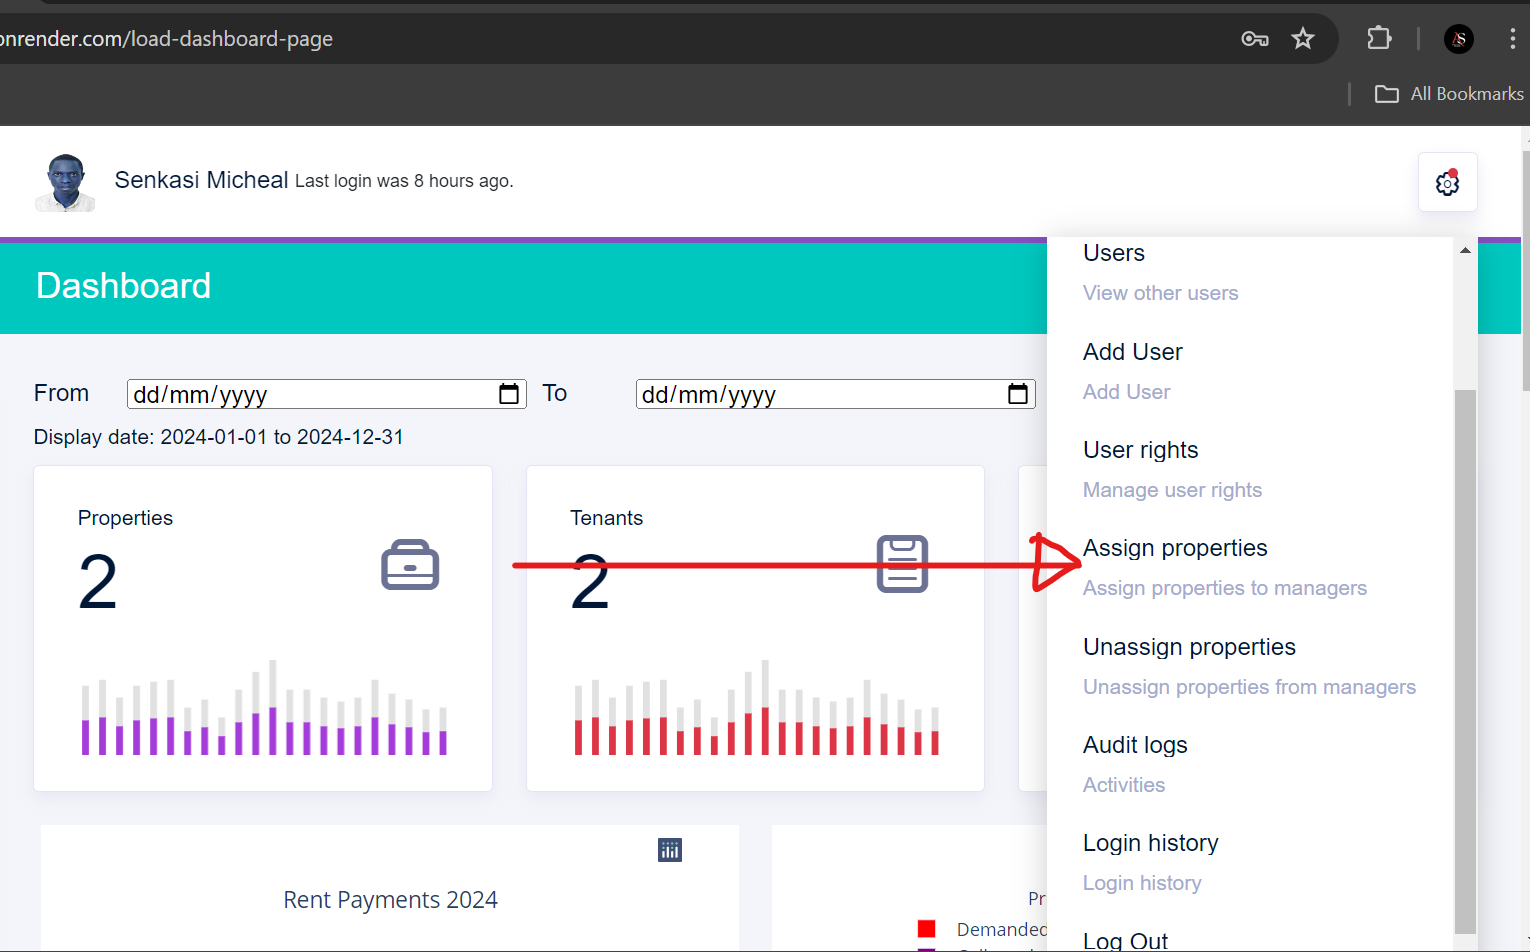 onrender.com/load-dashboard-page
All Bookmarks
Senkasi Micheal Last login was 8 hours ago.
Dashboard
From dd/mm/yyyy To dd/mm/yyyy
Display date: 2024-01-01 to 2024-12-31
Properties
2
Tenants
2
Rent Payments 2024
Pr
Demanded
Users
View other users
Add User
Add User
User rights
Manage user rights
Assign properties
Assign properties to managers
Unassign properties
Unassign properties from managers
Audit logs
Activities
Login history
Login history
Log Out